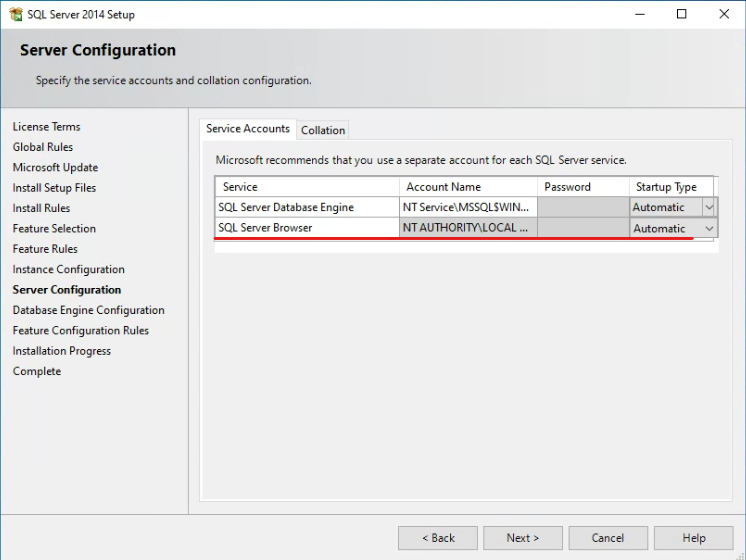 SQL Server 2014 Setup
Server Configuration
Specify the service accounts and collation configuration.
License Terms
Global Rules
Microsoft Update
Install Setup Files
Install Rules
Feature Selection
Feature Rules
Instance Configuration
Server Configuration
Database Engine Configuration
Feature Configuration Rules
Installation Progress
Complete
Service Accounts Collation
Microsoft recommends that you use a separate account for each SQL Server service.
Service Account Name Password Startup Type
SQL Server Database Engine NT Service\MSSQL$WIN... Automatic
SQL Server Browser NT AUTHORITY\LOCAL ... Automatic
< Back Next > Cancel Help